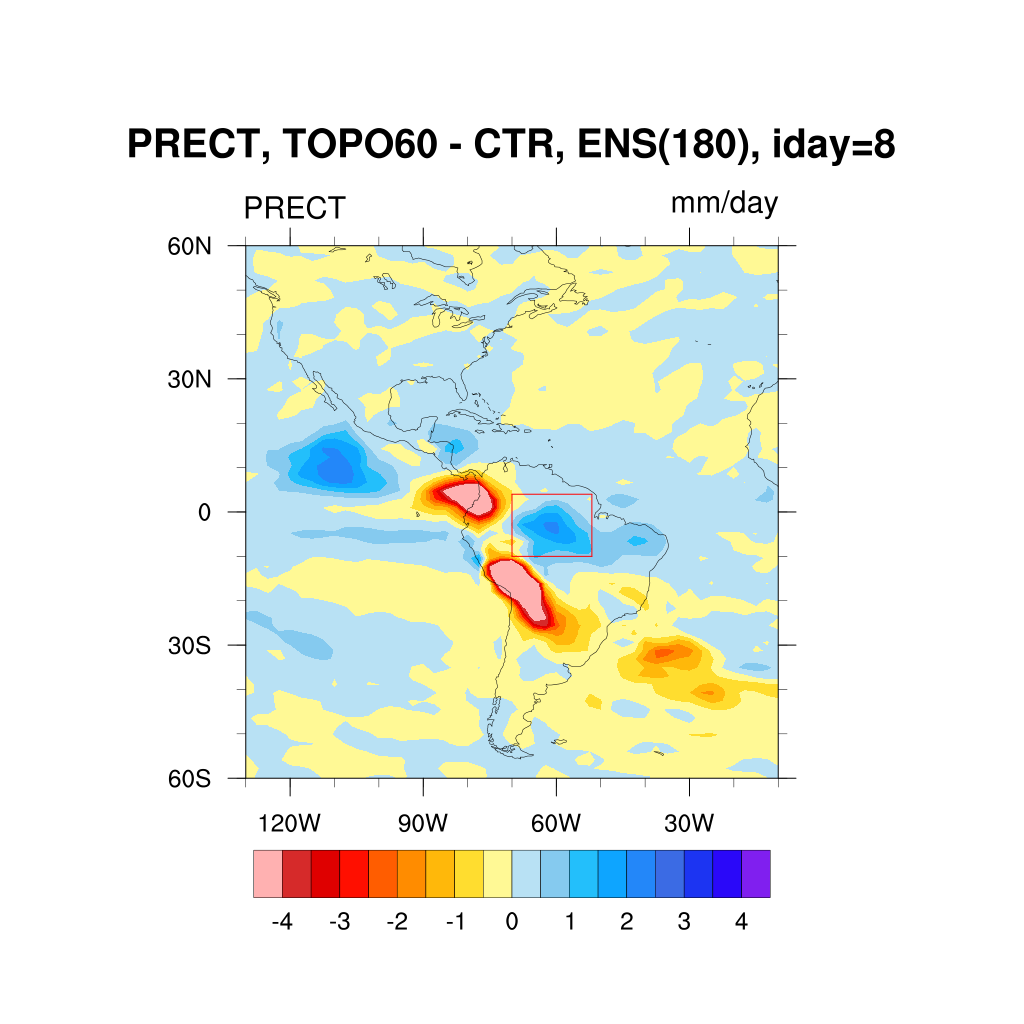 PRECT, TOPO60 - CTR, ENS(180), iday=8
PRECT mm/day
60N
30N
0
30S
60S
120W 90W 60W 30W
-4 -3 -2 -1 0 1 2 3 4